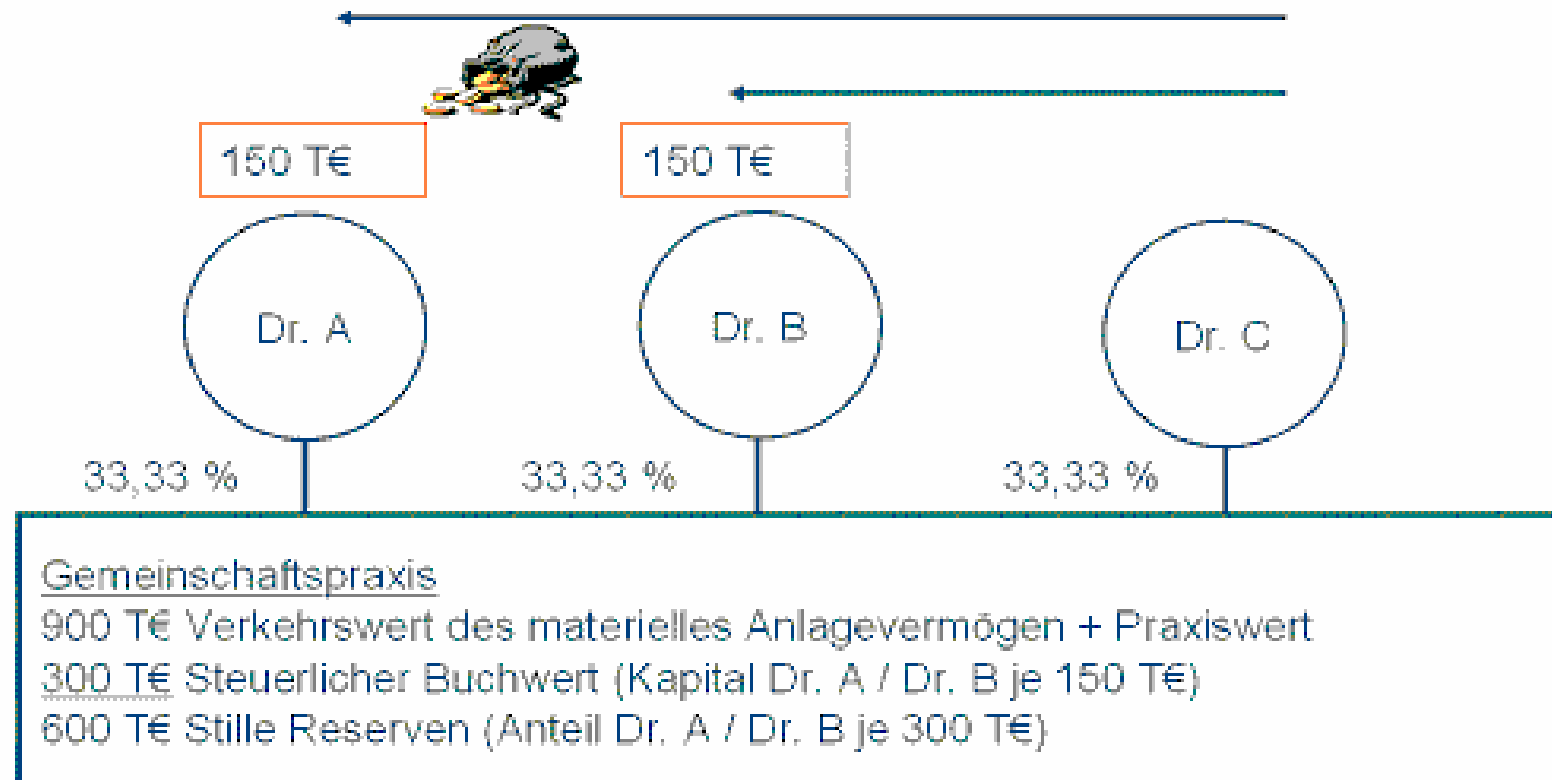 150 T€ 150 T€
Dr. A Dr. B Dr. C
33,33 % 33,33 % 33,33 %
Gemeinschaftspraxis
900 T€ Verkehrswert des materielles Anlagevermögen + Praxiswert
300 T€ Steuerlicher Buchwert (Kapital Dr. A / Dr. B je 150 T€)
600 T€ Stille Reserven (Anteil Dr. A / Dr. B je 300 T€)